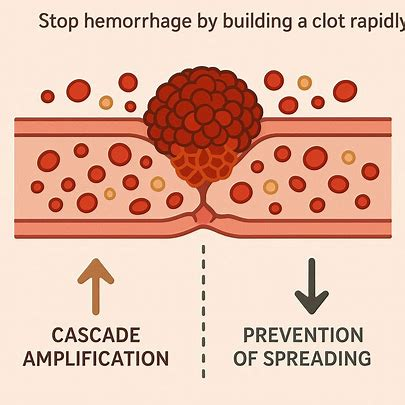 Stop hemorrhage by building a clot rapidly
CASCADE
AMPLIFICATION
PREVENTION
OF SPREADING